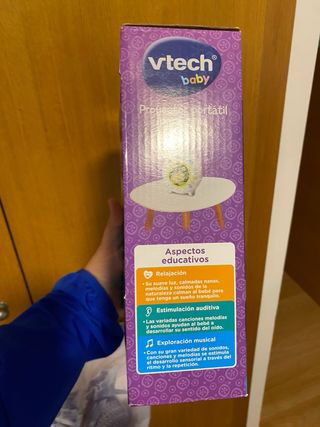 vtech®
baby
Proyector portátil
Aspectos
educativos
Relajación
• Su suave luz, calmadas nanas,
melodías y sonidos de la
naturaleza calman al bebé para
que tenga un sueño tranquilo.
Estimulación auditiva
• Las variadas canciones melodías
y sonidos ayudan al bebé a
desarrollar su sentido del oído.
Exploración musical
• Con su gran variedad de sonidos,
canciones y melodías se estimula
el desarrollo sensorial a través del
ritmo y la repetición.